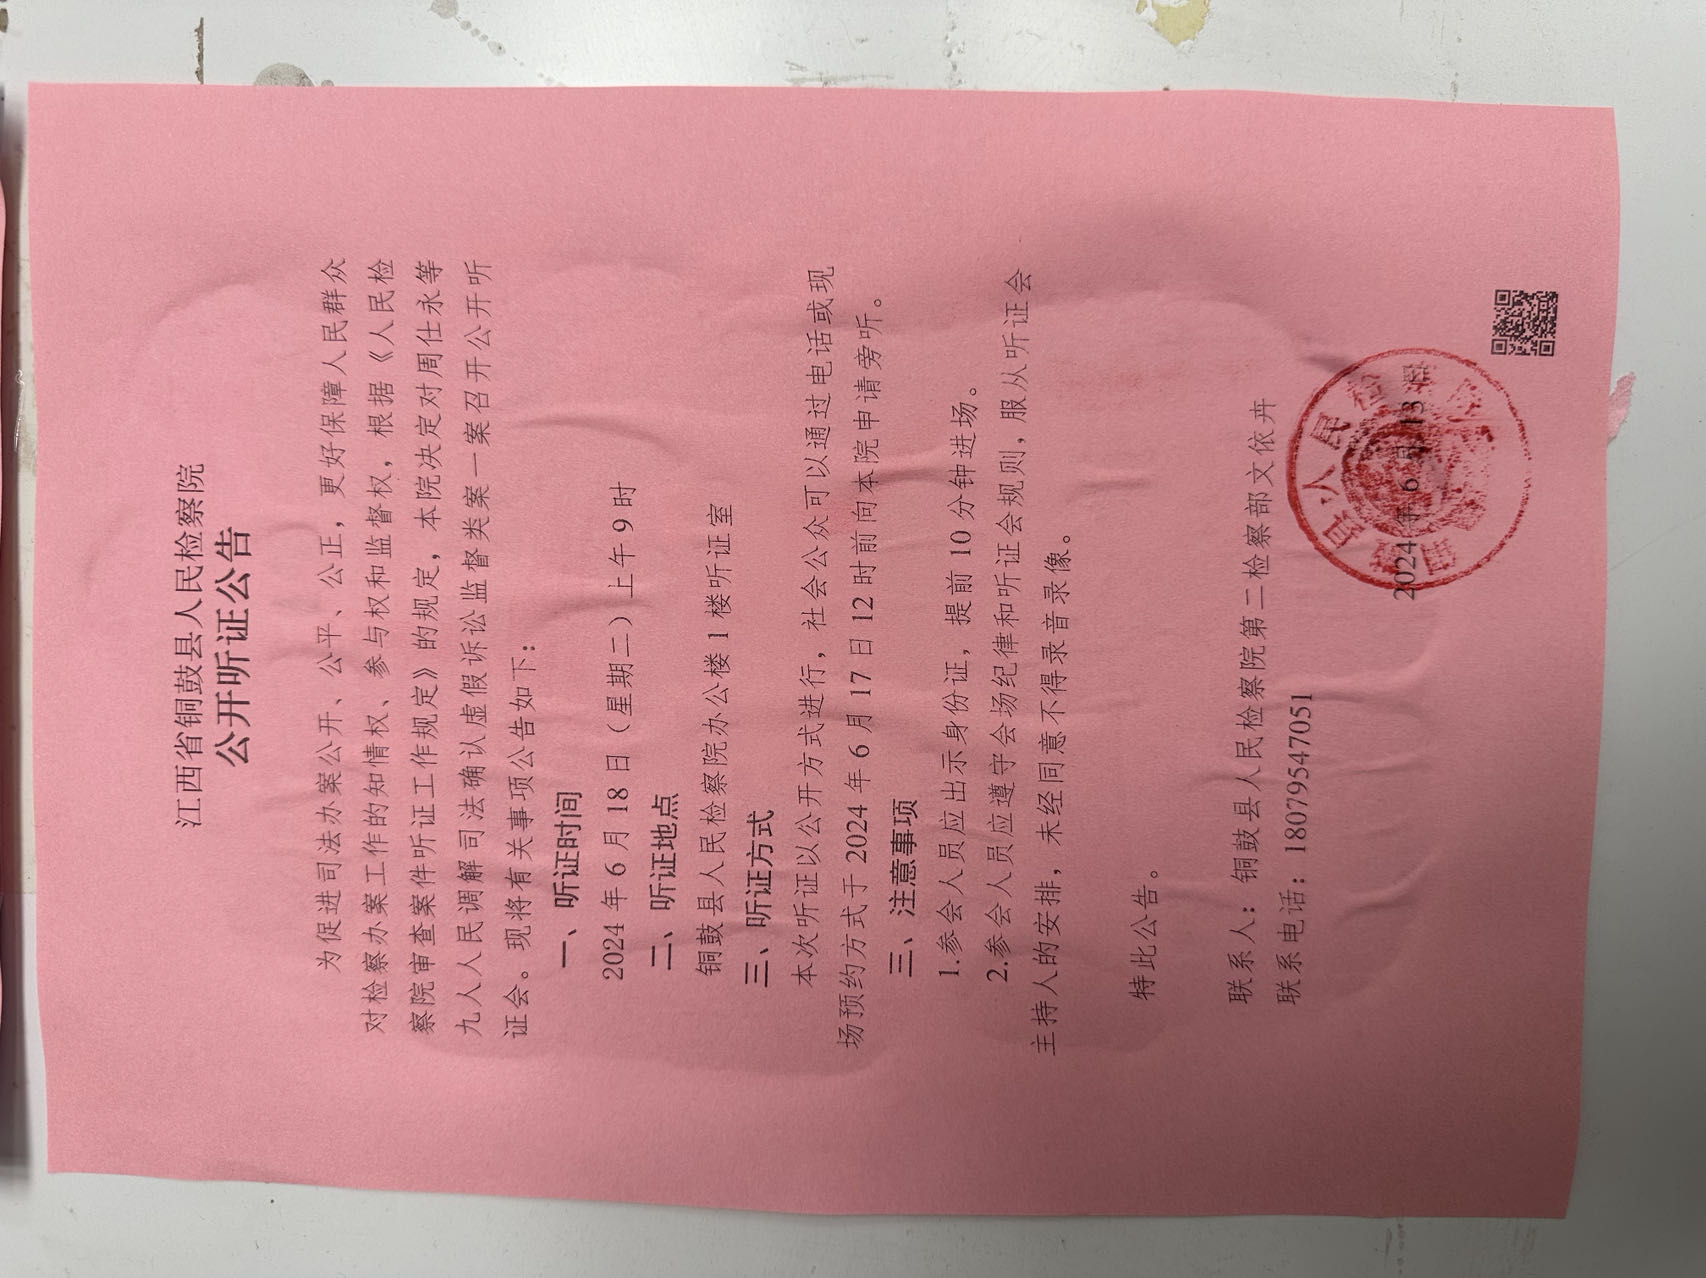 江西省铜鼓县人民检察院
公开听证公告
为促进司法办案公开、公平、公正，更好保障人民群众
对检察办案工作的知情权、参与权和监督权，根据《人民检
察院审查案件听证工作规定》的规定，本院决定对周仕永等
九人人民调解司法确认虚假诉讼监督类案一案召开公开听
证会。现将有关事项公告如下：
一、听证时间
2024年6月18日（星期二）上午9时
二、听证地点
铜鼓县人民检察院办公楼1楼听证室
三、听证方式
本次听证以公开方式进行，社会公众可以通过电话或现
场预约方式于2024年6月17日12时前向本院申请旁听。
三、注意事项
1.参会人员应出示身份证，提前10分钟进场。
2.参会人员应遵守会场纪律和听证会规则，服从听证会
主持人的安排，未经同意不得录音录像。
特此公告。
联系人：铜鼓县人民检察院第二检察部文依卉
联系电话：18079547051
2024年6月13日
县人民检